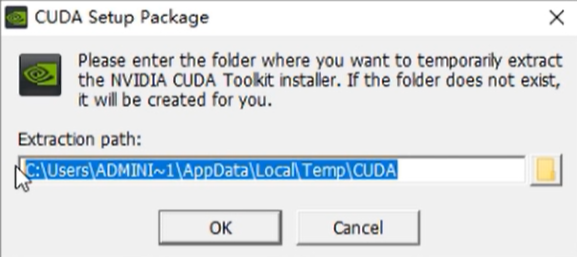 CUDA Setup Package
Please enter the folder where you want to temporarily extract
the NVIDIA CUDA Toolkit installer. If the folder does not exist,
it will be created for you.
Extraction path:
C:\Users\ADMINI~1\AppData\Local\Temp\CUDA
OK
Cancel